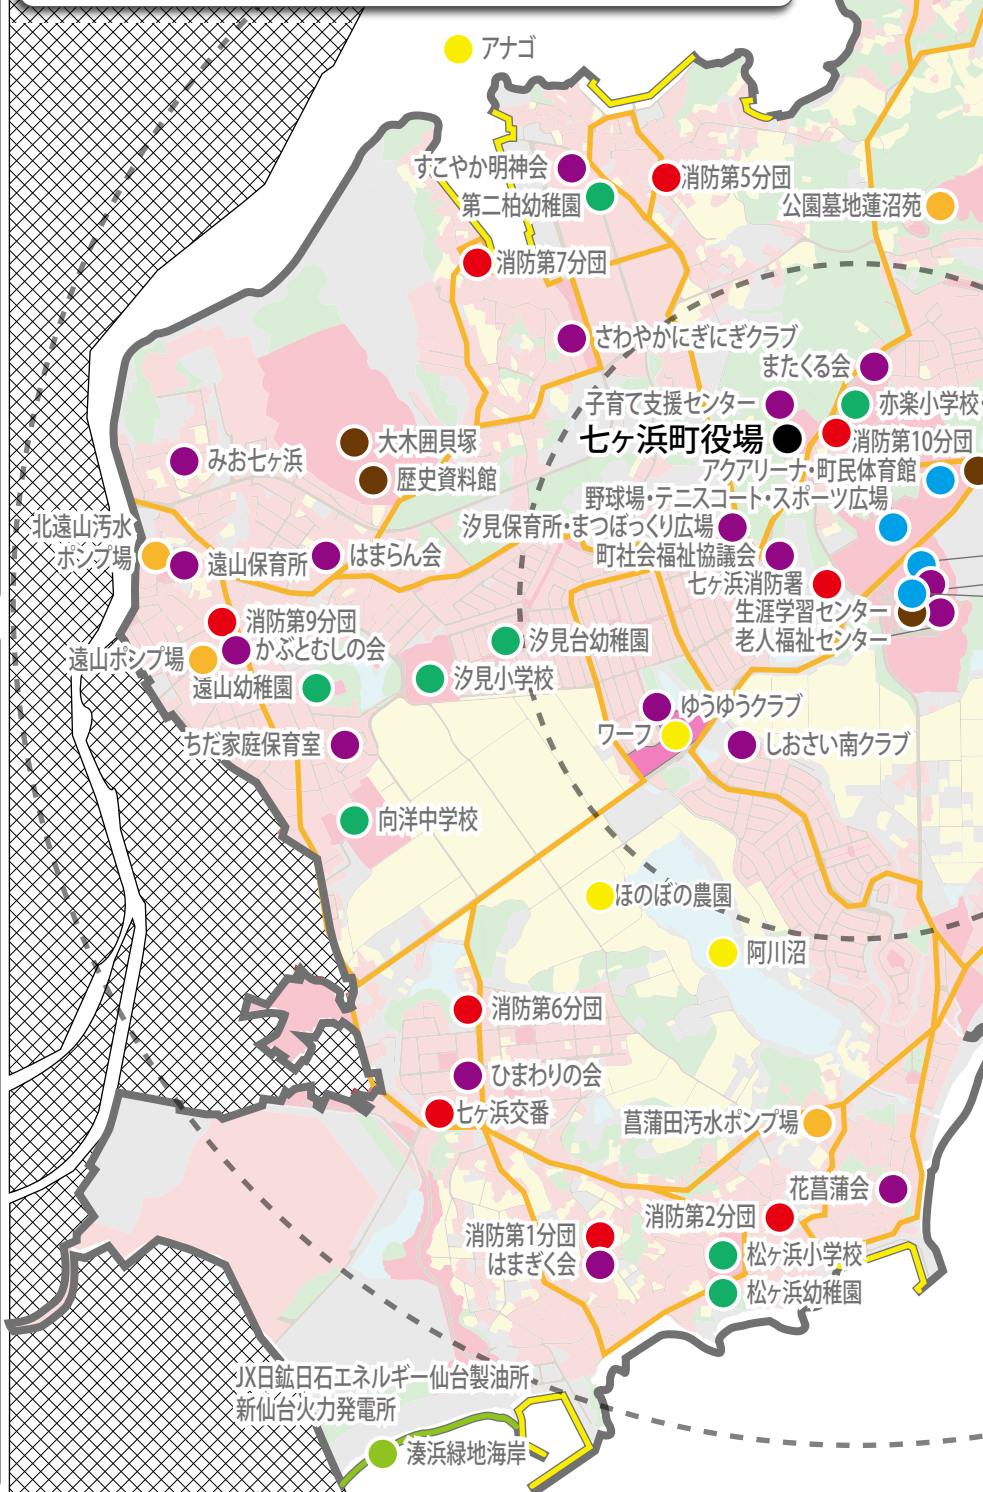 アナゴ
すこやか明神会
消防第5分団
第二柏幼稚園
公園墓地蓮沼苑
消防第7分団
さわやかにぎにぎクラブ
またくる会
子育て支援センター
亦楽小学校・
七ヶ浜町役場
消防第10分団
大木囲貝塚
みお七ヶ浜
歴史資料館
アクアリーナ・町民体育館
野球場・テニスコート・スポーツ広場
北遠山汚水
ポンプ場
汐見保育所・まつぼっくり広場
遠山保育所
はまらん会
町社会福祉協議会
七ヶ浜消防署
消防第9分団
生涯学習センター
かぶとむしの会
汐見台幼稚園
老人福祉センター
遠山ポンプ場
遠山幼稚園
汐見小学校
ゆうゆうクラブ
ワーフ
ちだ家庭保育室
しおさい南クラブ
向洋中学校
ほのぼの農園
阿川沼
消防第6分団
ひまわりの会
七ヶ浜交番
菖蒲田汚水ポンプ場
花菖蒲会
消防第2分団
消防第1分団
はまぎく会
松ヶ浜小学校
松ヶ浜幼稚園
JX日鉱日石エネルギー仙台製油所
新仙台火力発電所
湊浜緑地海岸